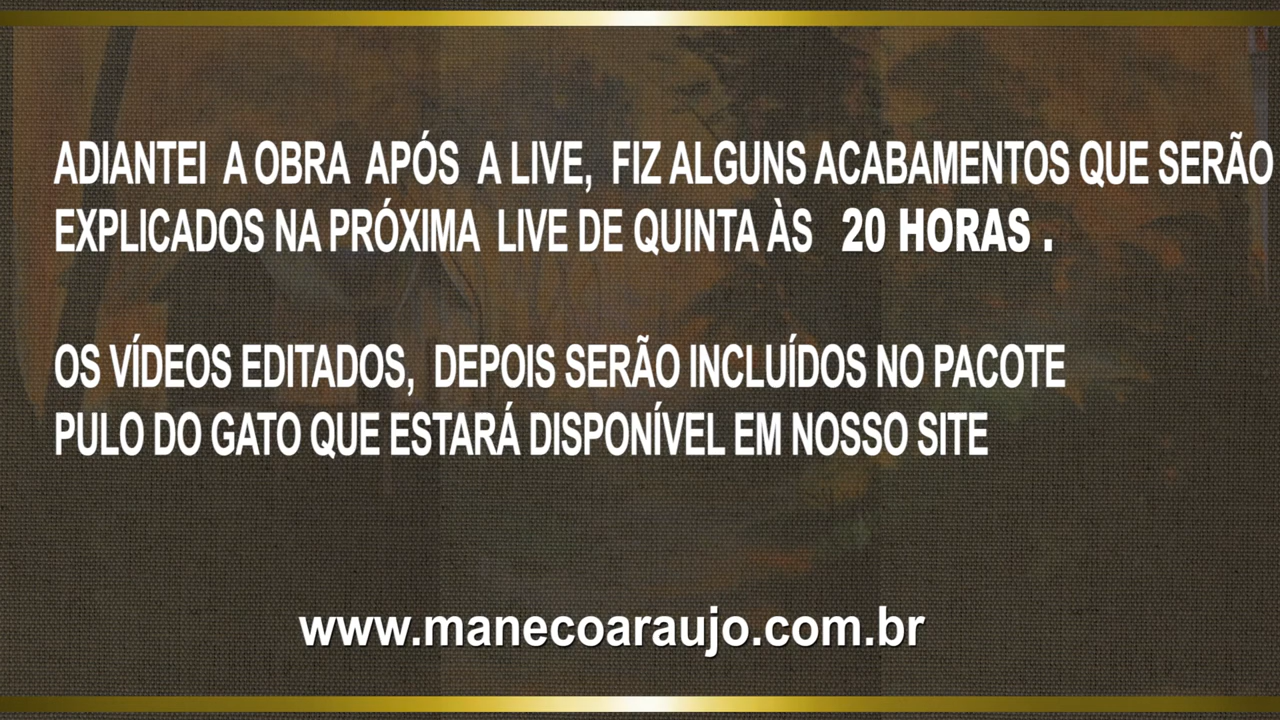 ADIANTEI A OBRA APÓS A LIVE, FIZ ALGUNS ACABAMENTOS QUE SERÃO
EXPLICADOS NA PRÓXIMA LIVE DE QUINTA ÀS 20 HORAS .
OS VÍDEOS EDITADOS, DEPOIS SERÃO INCLUÍDOS NO PACOTE
PULO DO GATO QUE ESTARÁ DISPONÍVEL EM NOSSO SITE
www.manecoaraujo.com.br